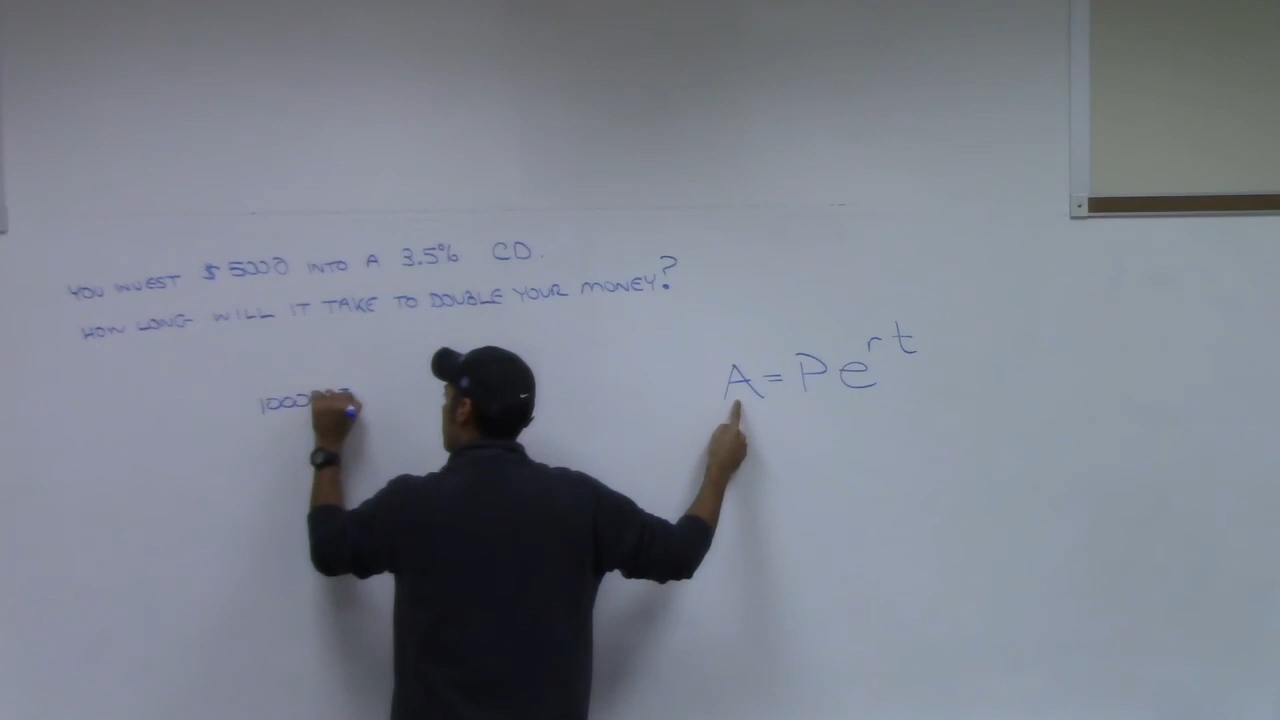 YOU INVEST $5000 INTO A 3.5% CD.
HOW LONG WILL IT TAKE TO DOUBLE YOUR MONEY?
A = Pe^rt